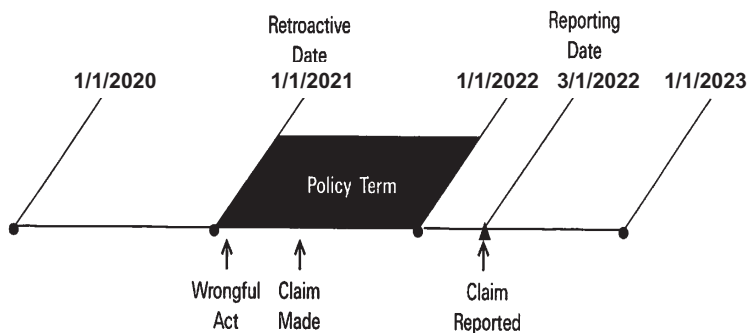 Retroactive
Date
Reporting
Date
1/1/2020 1/1/2021 1/1/2022 3/1/2022 1/1/2023
Policy Term
Wrongful
Act
Claim
Made
Claim
Reported